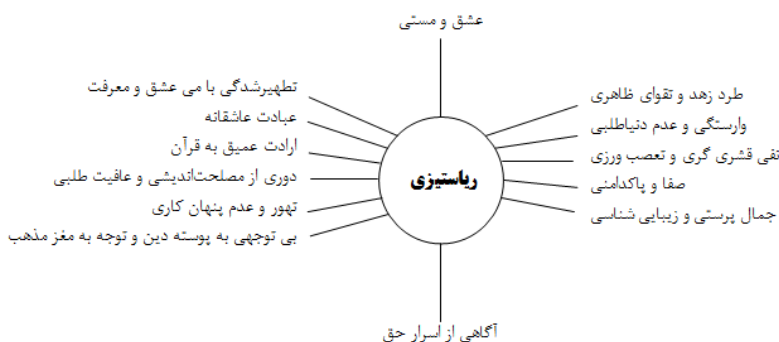 عشق و مستی
طرد زهد و تقوای ظاهری
وارستگی و عدم دنیاطلبی
نفی قشری گری و تعصب ورزی
صفا و پاکدامنی
جمال پرستی و زیبایی شناسی
ریاستیزی
تطهیرشدگی با می عشق و معرفت
عبادت عاشقانه
ارادت عمیق به قرآن
دوری از مصلحت‌اندیشی و عافیت طلبی
تهور و عدم پنهان کاری
بی توجهی به پوسته دین و توجه به مغز مذهب
آگاهی از اسرار حق